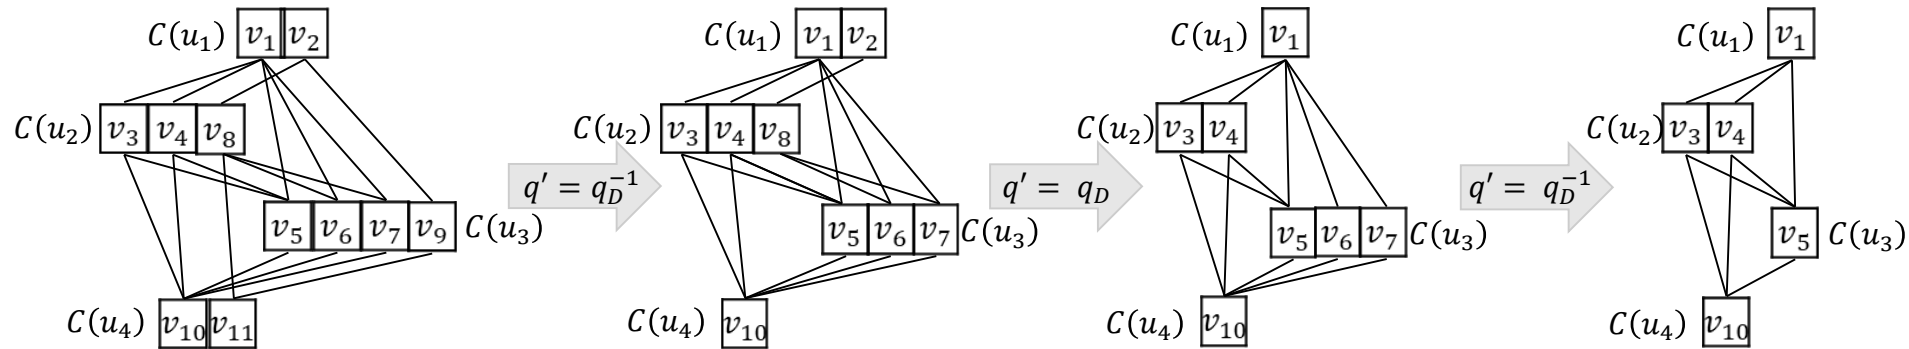 C(u₁) v₁ v₂
C(u₂) v₃ v₄ v₈
v₅ v₆ v₇ v₉ C(u₃)
C(u₄) v₁₀ v₁₁
q′ = q_D⁻¹
C(u₁) v₁ v₂
C(u₂) v₃ v₄ v₈
v₅ v₆ v₇ C(u₃)
C(u₄) v₁₀
q′ = q_D
C(u₁) v₁
C(u₂) v₃ v₄
v₅ v₆ v₇ C(u₃)
C(u₄) v₁₀
q′ = q_D⁻¹
C(u₁) v₁
C(u₂) v₃ v₄
v₅ C(u₃)
C(u₄) v₁₀